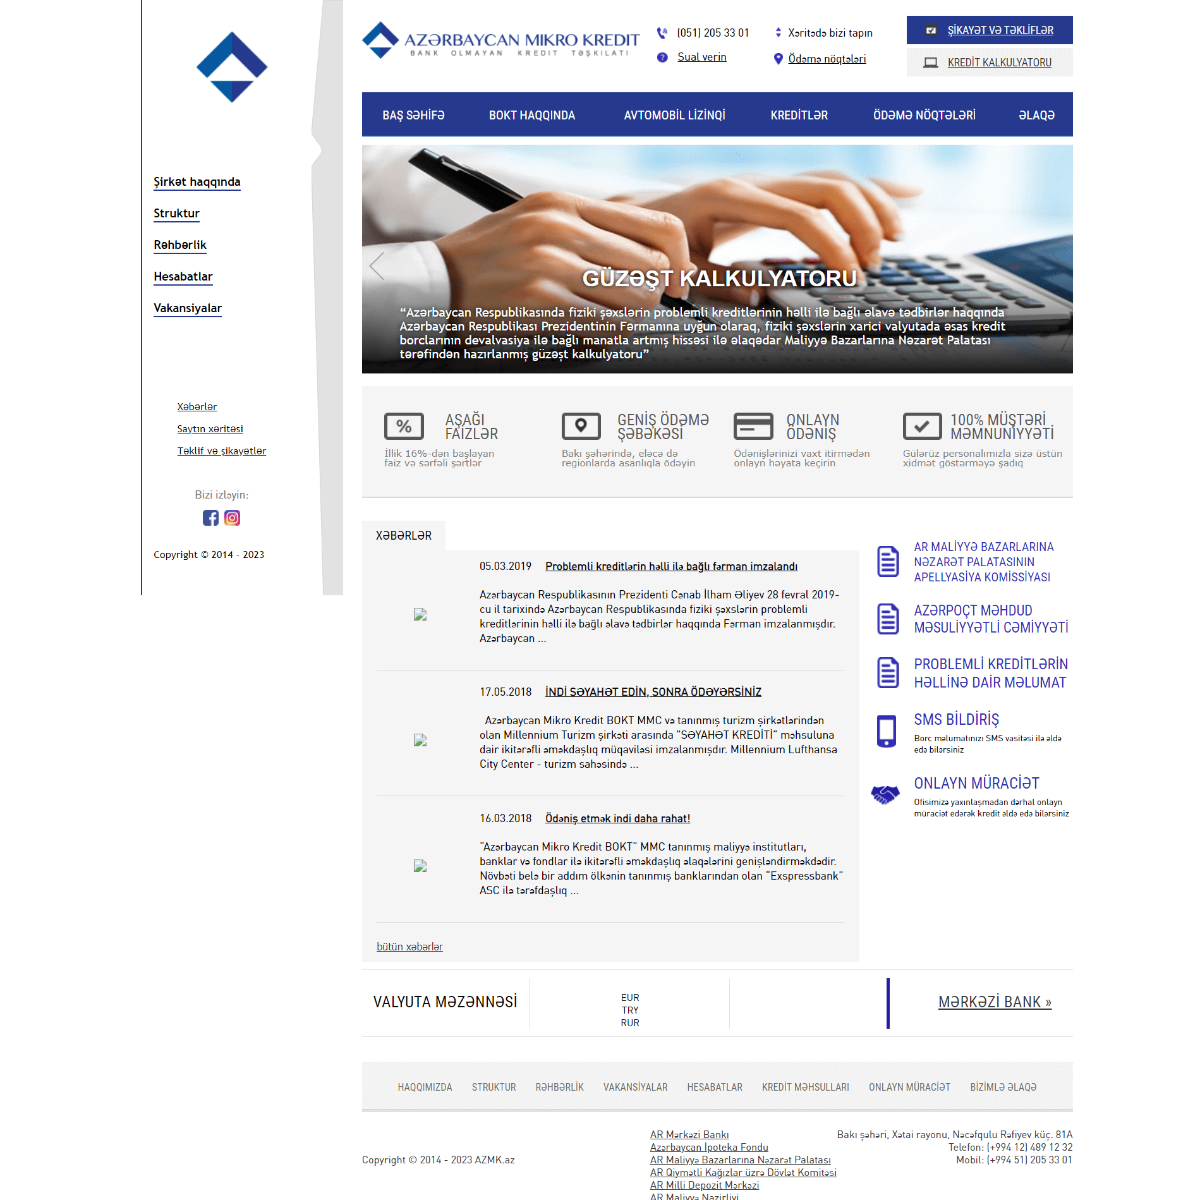 Şirkət haqqında
Struktur
Rəhbərlik
Hesabatlar
Vakansiyalar
Xəbərlər
Saytın xəritəsi
Təklif və şikayətlər
Bizi izləyin:
Copyright © 2014 - 2023
AZƏRBAYCAN MIKRO KREDIT
BANK OLMAYAN KREDIT TƏŞKILATI
(051) 205 33 01
Sual verin
Xəritədə bizi tapın
Ödəmə nöqtələri
ŞİKAYƏT VƏ TƏKLİFLƏR
KREDİT KALKULYATORU
BAŞ SƏHİFƏ
BOKT HAQQINDA
AVTOMOBİL LİZİNQİ
KREDİTLƏR
ÖDƏMƏ NÖQTƏLƏRİ
ƏLAQƏ
GÜZƏŞT KALKULYATORU
“Azərbaycan Respublikasında fiziki şəxslərin problemli kreditlərinin həlli ilə bağlı əlavə tədbirlər haqqında
Azərbaycan Respublikası Prezidentinin Fərmanına uyğun olaraq, fiziki şəxslərin xarici valyutada əsas kredit
borclarının devalvasiya ilə bağlı manatla artmış hissəsi ilə əlaqədar Maliyyə Bazarlarına Nəzarət Palatası
tərəfindən hazırlanmış güzəşt kalkulyatoru”
AŞAĞI
FAİZLƏR
İllik 16%-dən başlayan
faiz və sərfəli şərtlər
GENİŞ ÖDƏMƏ
ŞƏBƏKƏSİ
Bakı şəhərində, eləcə də
regionlarda asanlıqla ödəyin
ONLAYN
ÖDƏNİŞ
Ödənişlərinizi vaxt itirmədən
onlayn həyata keçirin
100% MÜŞTƏRİ
MƏMNUNİYYƏTİ
Gülərüz personalımızla sizə üstün
xidmət göstərməyə şadıq
XƏBƏRLƏR
05.03.2019 Problemli kreditlərin həlli ilə bağlı fərman imzalandı
Azərbaycan Respublikasının Prezidenti Cənab İlham Əliyev 28 fevral 2019-
cu il tarixində Azərbaycan Respublikasında fiziki şəxslərin problemli
kreditlərinin həlli ilə bağlı əlavə tədbirlər haqqında Fərman imzalanmışdır.
Azərbaycan ...
17.05.2018 İNDİ SƏYAHƏT EDİN, SONRA ÖDƏYƏRSİNİZ
Azərbaycan Mikro Kredit BOKT MMC və tanınmış turizm şirkətlərindən
olan Millennium Turizm şirkəti arasında "SƏYAHƏT KREDİTİ" məhsuluna
dair ikitərəfli əməkdaşlıq müqaviləsi imzalanmışdır. Millennium Lufthansa
City Center - turizm sahəsində ...
16.03.2018 Ödəniş etmək indi daha rahat!
"Azərbaycan Mikro Kredit BOKT" MMC tanınmış maliyyə institutları,
banklar və fondlar ilə ikitərəfli əməkdaşlıq əlaqələrini genişləndirməkdədir.
Növbəti belə bir addım ölkənin tanınmış banklarından olan "Exspressbank"
ASC ilə tərəfdaşlıq ...
bütün xəbərlər
AR MALİYYƏ BAZARLARINA
NƏZARƏT PALATASININ
APELLYASİYA KOMİSSİYASI
AZƏRPOÇT MƏHDUD
MƏSULİYYƏTLİ CƏMİYYƏTİ
PROBLEMLİ KREDİTLƏRİN
HƏLLİNƏ DAİR MƏLUMAT
SMS BİLDİRİŞ
Borc məlumatınızı SMS vasitəsi ilə əldə
edə bilərsiniz
ONLAYN MÜRACİƏT
Ofisimizə yaxınlaşmadan dərhal onlayn
müraciət edərək kredit əldə edə bilərsiniz
VALYUTA MƏZƏNNƏSİ
EUR
TRY
RUR
MƏRKƏZİ BANK »
HAQQIMIZDA
STRUKTUR
RƏHBƏRLİK
VAKANSİYALAR
HESABATLAR
KREDİT MƏHSULLARI
ONLAYN MÜRACİƏT
BİZİMLƏ ƏLAQƏ
Copyright © 2014 - 2023 AZMK.az
AR Mərkəzi Bankı
Azərbaycan İpoteka Fondu
AR Maliyyə Bazarlarına Nəzarət Palatası
AR Qiymətli Kağızlar üzrə Dövlət Komitəsi
AR Milli Depozit Mərkəzi
AR Maliyyə Nazirliyi
Bakı şəhəri, Xətai rayonu, Nəcəfqulu Rəfiyev küç. 81A
Telefon: (+994 12) 489 12 32
Mobil: (+994 51) 205 33 01